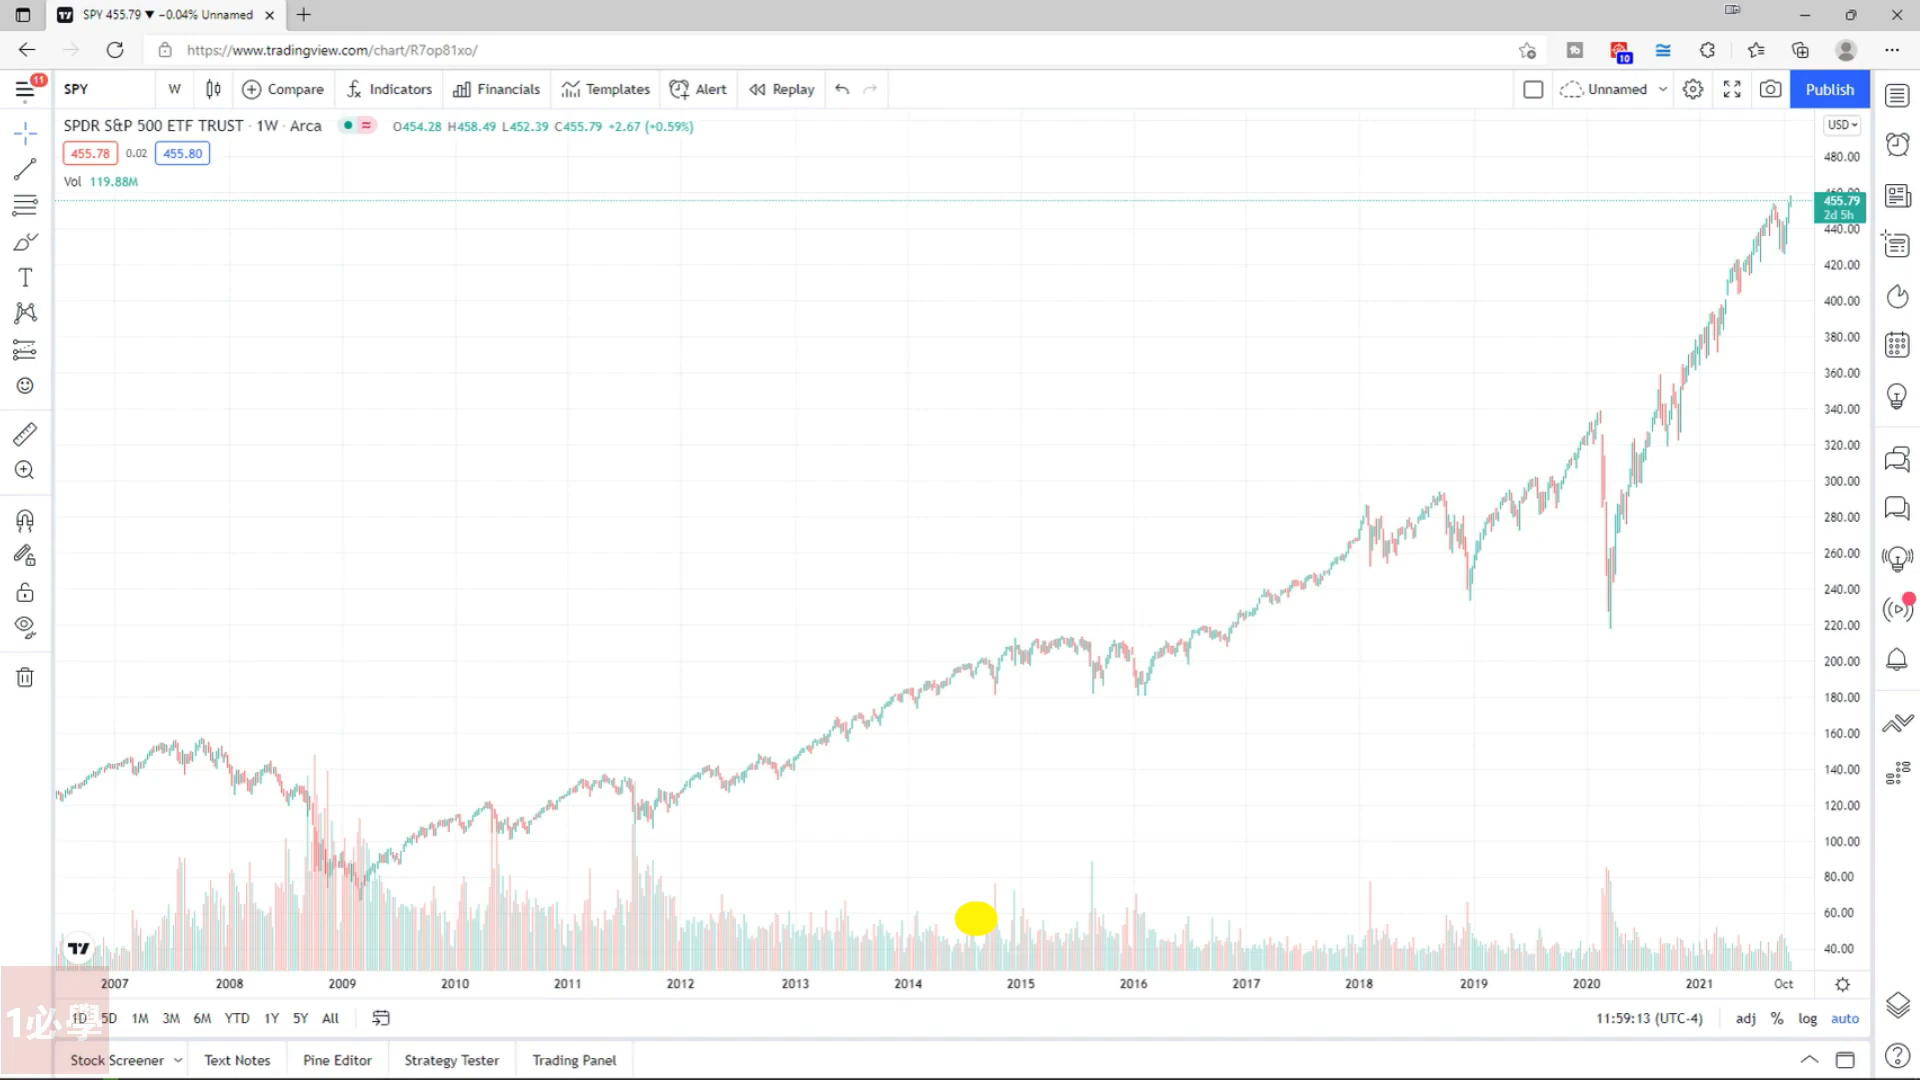 SPY 455.79 ▼ −0.04% Unnamed
https://www.tradingview.com/chart/R7op81xo/
10
11
SPY
W
Compare
Indicators
Financials
Templates
Alert
Replay
Unnamed
Publish
SPDR S&P 500 ETF TRUST · 1W · Arca
O454.28 H458.49 L452.39 C455.79 +2.67 (+0.59%)
USD
455.78 0.02 455.80
Vol 119.88M
480.00
460.00
455.79
2d 5h
440.00
420.00
400.00
380.00
360.00
340.00
320.00
300.00
280.00
260.00
240.00
220.00
200.00
180.00
160.00
140.00
120.00
100.00
80.00
60.00
40.00
2007 2008 2009 2010 2011 2012 2013 2014 2015 2016 2017 2018 2019 2020 2021 Oct
1必學
1D 5D 1M 3M 6M YTD 1Y 5Y All
11:59:13 (UTC-4) adj % log auto
Stock Screener Text Notes Pine Editor Strategy Tester Trading Panel